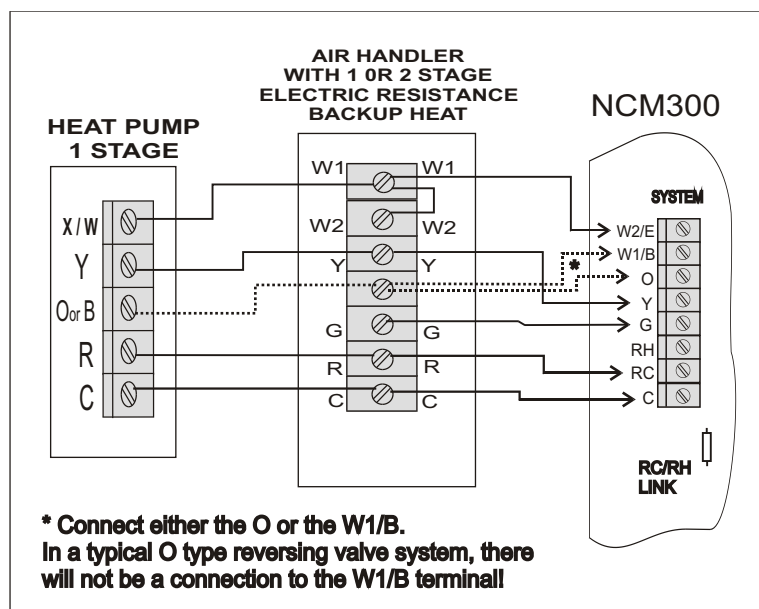 AIR HANDLER
WITH 1 0R 2 STAGE
ELECTRIC RESISTANCE
BACKUP HEAT
HEAT PUMP
1 STAGE
NCM300
SYSTEM
X / W
Y
O or B
R
C
W1 W1
W2 W2
Y Y
G G
R R
C C
W2/E
W1/B
*
O
Y
G
RH
RC
C
RC/RH
LINK
* Connect either the O or the W1/B.
In a typical O type reversing valve system, there
will not be a connection to the W1/B terminal!